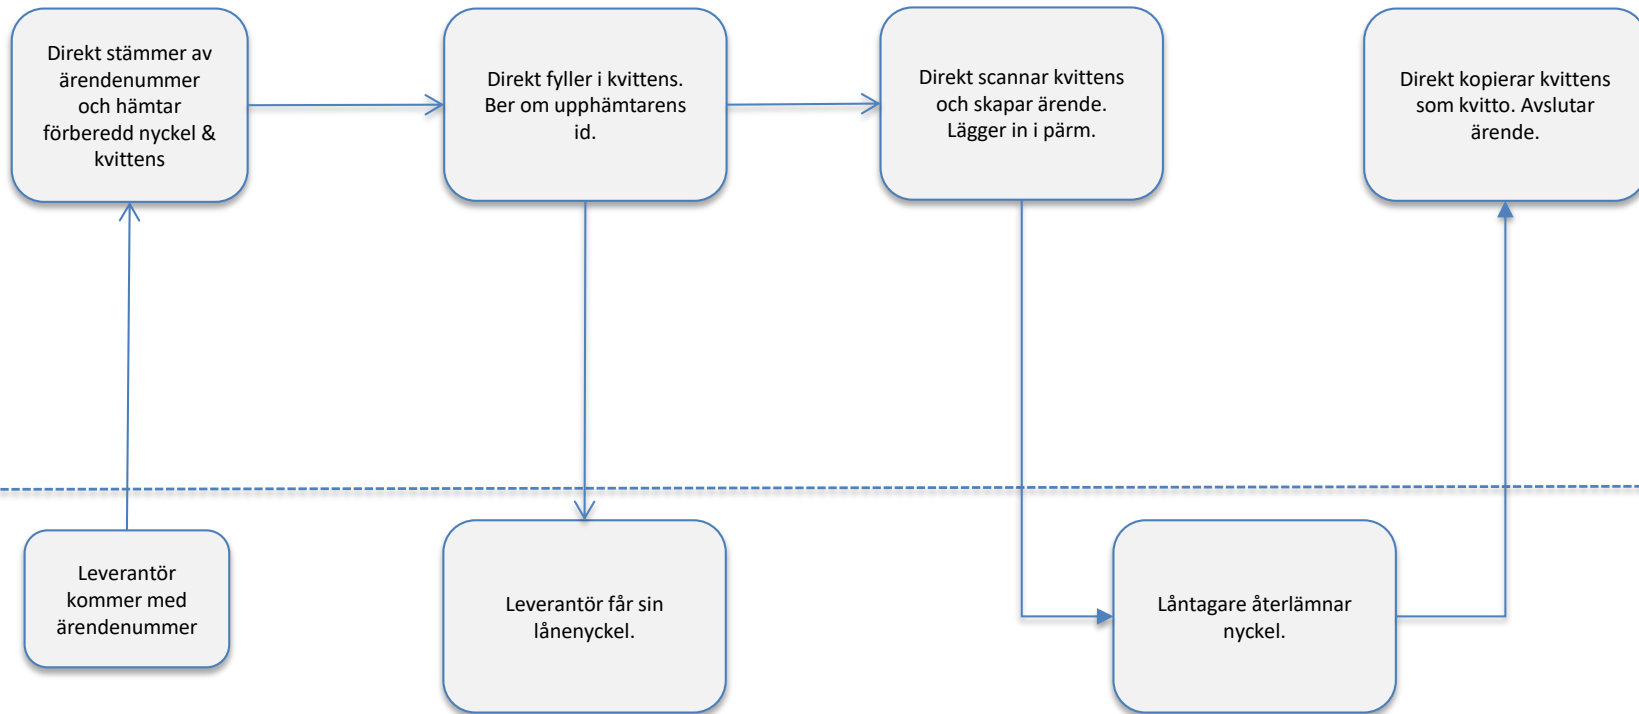 Direkt stämmer av
ärendenummer
och hämtar
förberedd nyckel &
kvittens
Direkt fyller i kvittens.
Ber om upphämtarens
id.
Direkt scannar kvittens
och skapar ärende.
Lägger in i pärm.
Direkt kopierar kvittens
som kvitto. Avslutar
ärende.
Leverantör
kommer med
ärendenummer
Leverantör får sin
lånenyckel.
Låntagare återlämnar
nyckel.